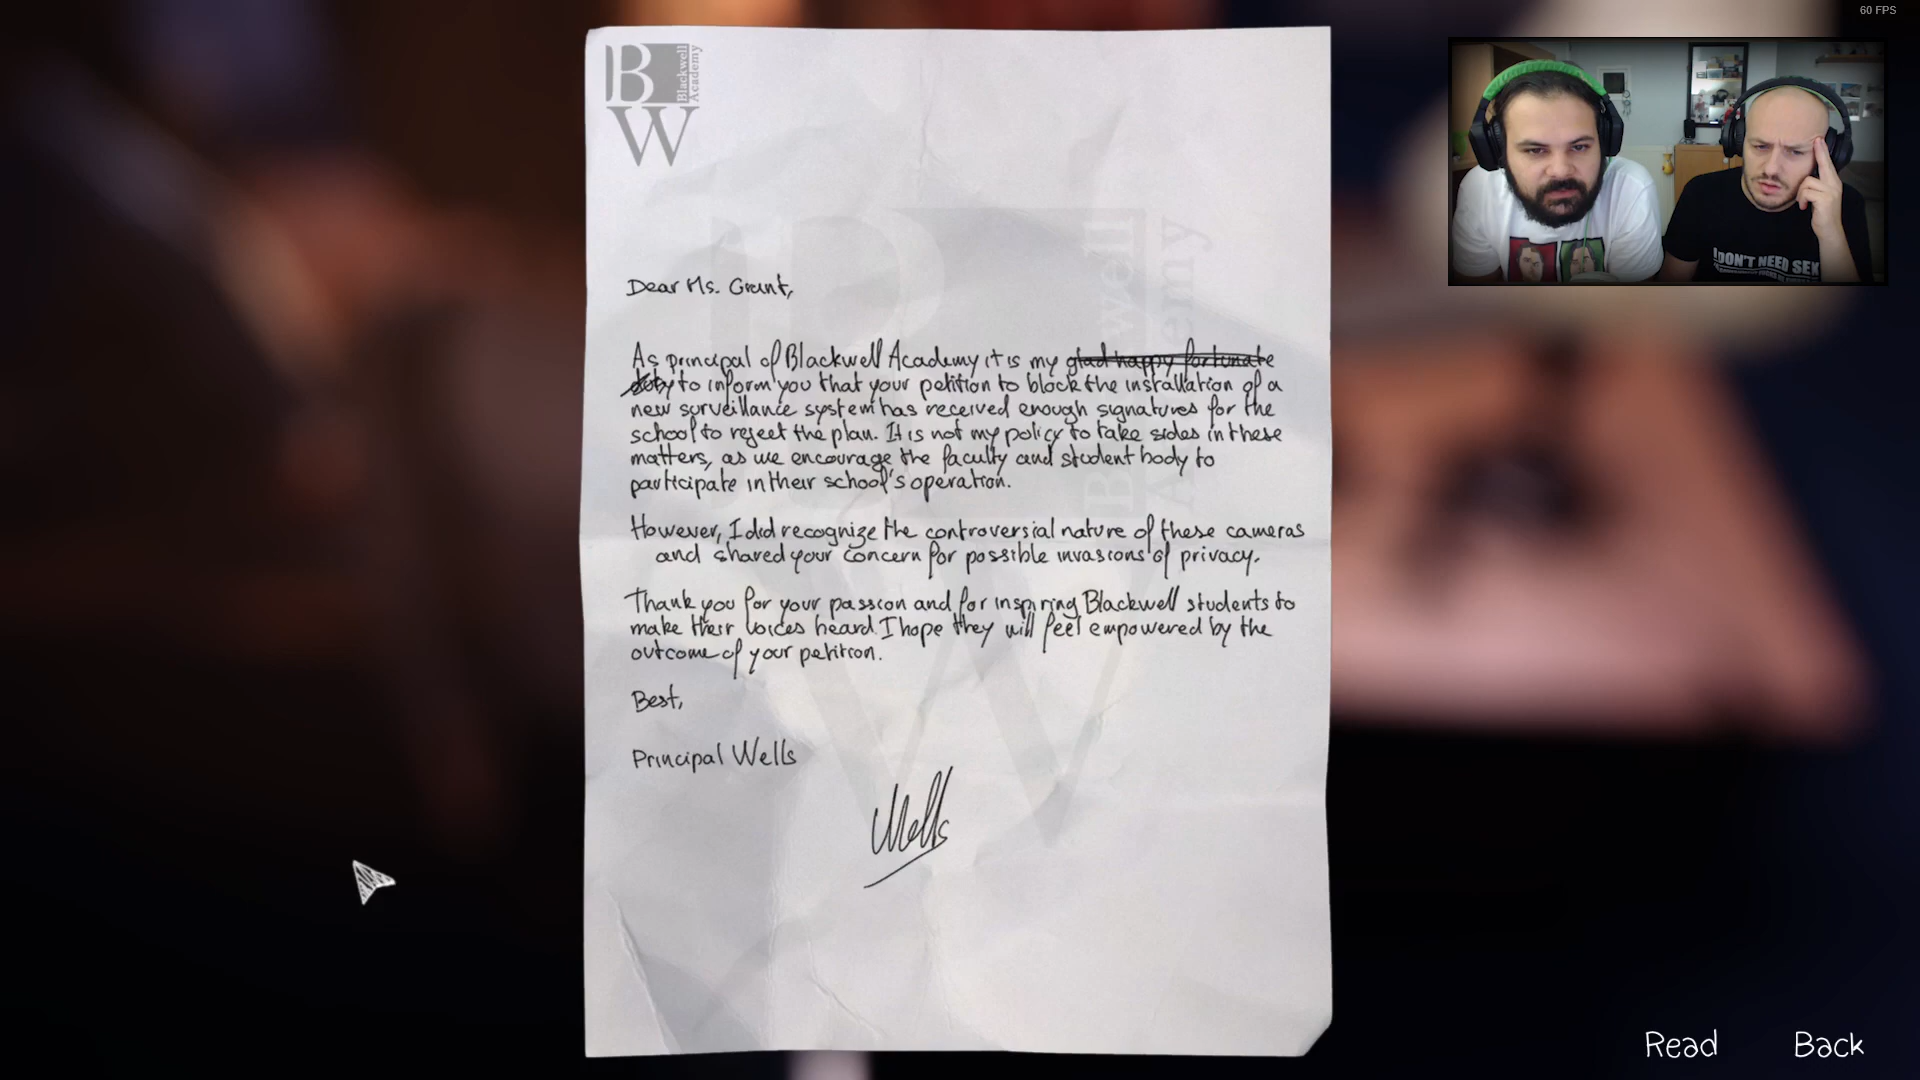 60 FPS
B
W
Blackwell
Academy
Dear Ms. Grant,
As principal of Blackwell Academy it is my glad happy fortunate
duty to inform you that your petition to block the installation of a
new surveillance system has received enough signatures for the
school to reject the plan. It is not my policy to take sides in these
matters, as we encourage the faculty and student body to
participate in their school's operation.
However, I did recognize the controversial nature of these cameras
and shared your concern for possible invasions of privacy.
Thank you for your passion and for inspiring Blackwell students to
make their voices heard. I hope they will feel empowered by the
outcome of your petition.
Best,
Principal Wells
Wells
I DON'T NEED SEX
Read
Back